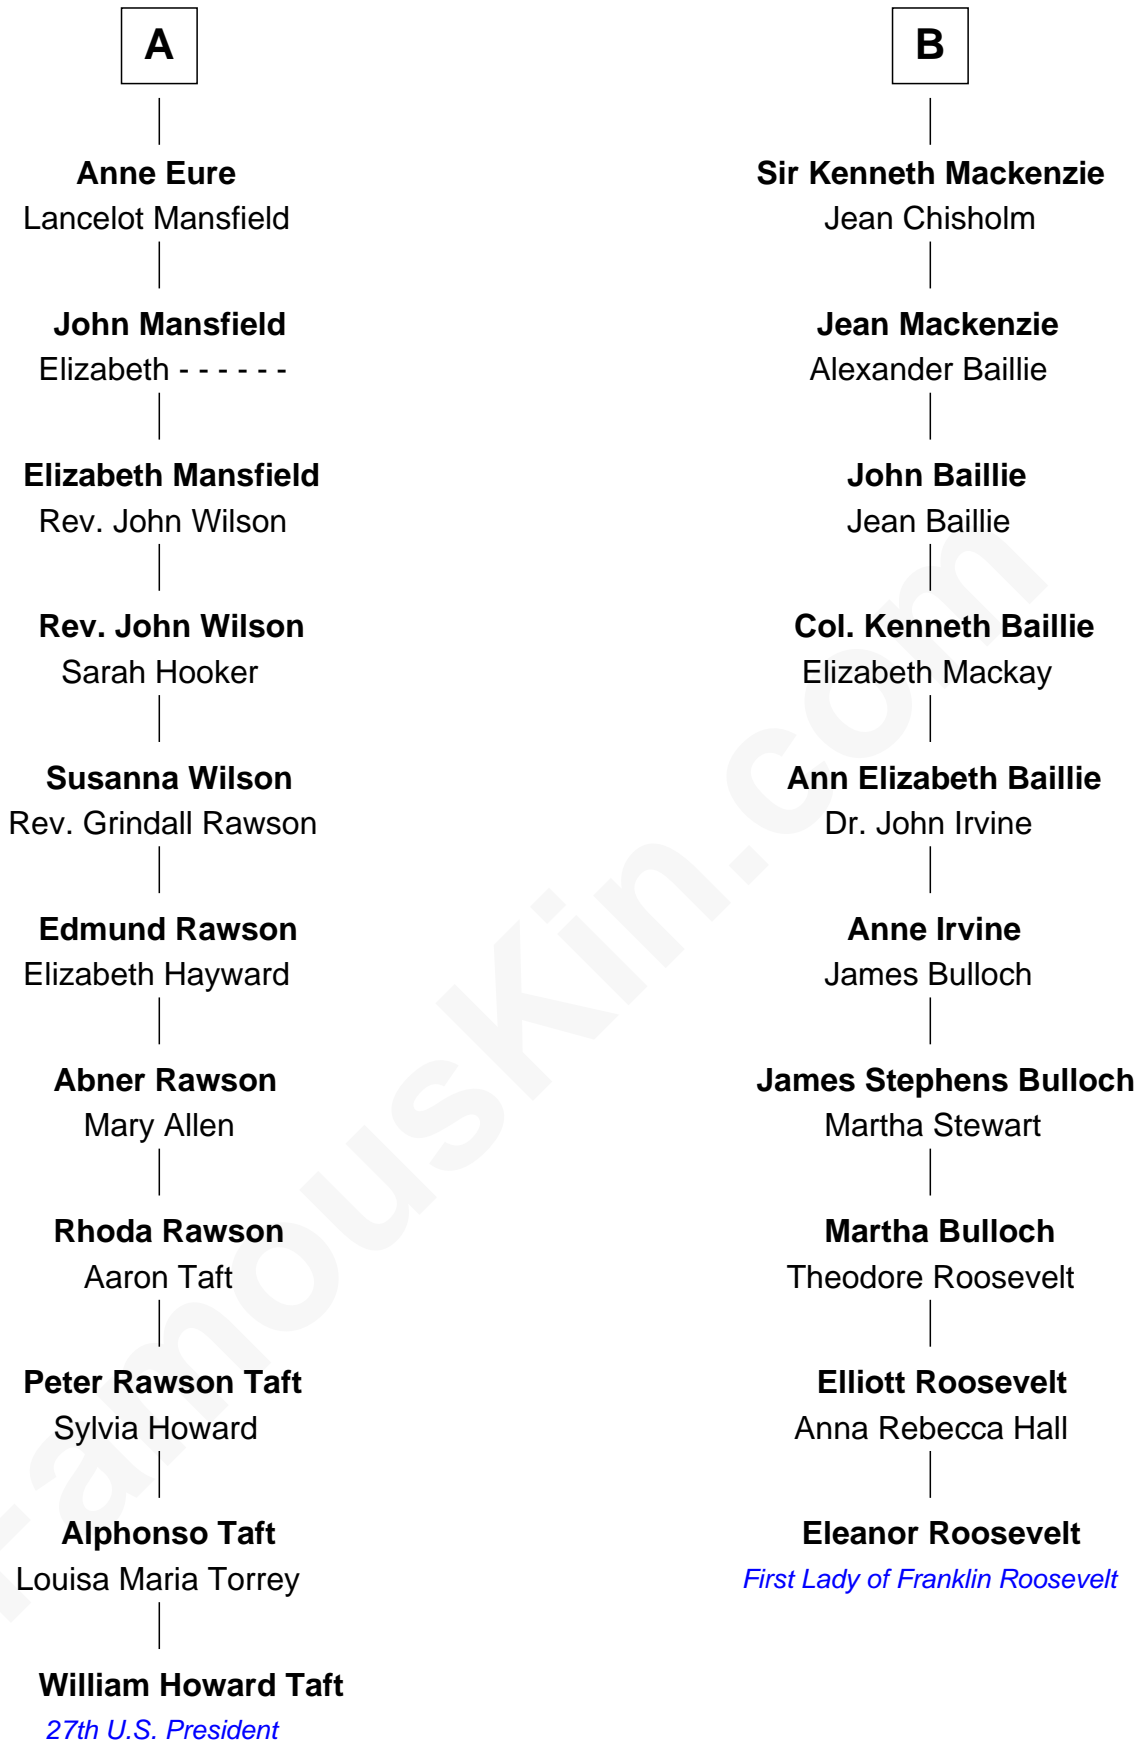 A
Anne Eure
Lancelot Mansfield
John Mansfield
Elizabeth - - - - - -
Elizabeth Mansfield
Rev. John Wilson
Rev. John Wilson
Sarah Hooker
Susanna Wilson
Rev. Grindall Rawson
Edmund Rawson
Elizabeth Hayward
Abner Rawson
Mary Allen
Rhoda Rawson
Aaron Taft
Peter Rawson Taft
Sylvia Howard
Alphonso Taft
Louisa Maria Torrey
William Howard Taft
27th U.S. President
B
Sir Kenneth Mackenzie
Jean Chisholm
Jean Mackenzie
Alexander Baillie
John Baillie
Jean Baillie
Col. Kenneth Baillie
Elizabeth Mackay
Ann Elizabeth Baillie
Dr. John Irvine
Anne Irvine
James Bulloch
James Stephens Bulloch
Martha Stewart
Martha Bulloch
Theodore Roosevelt
Elliott Roosevelt
Anna Rebecca Hall
Eleanor Roosevelt
First Lady of Franklin Roosevelt
FamousKin.com